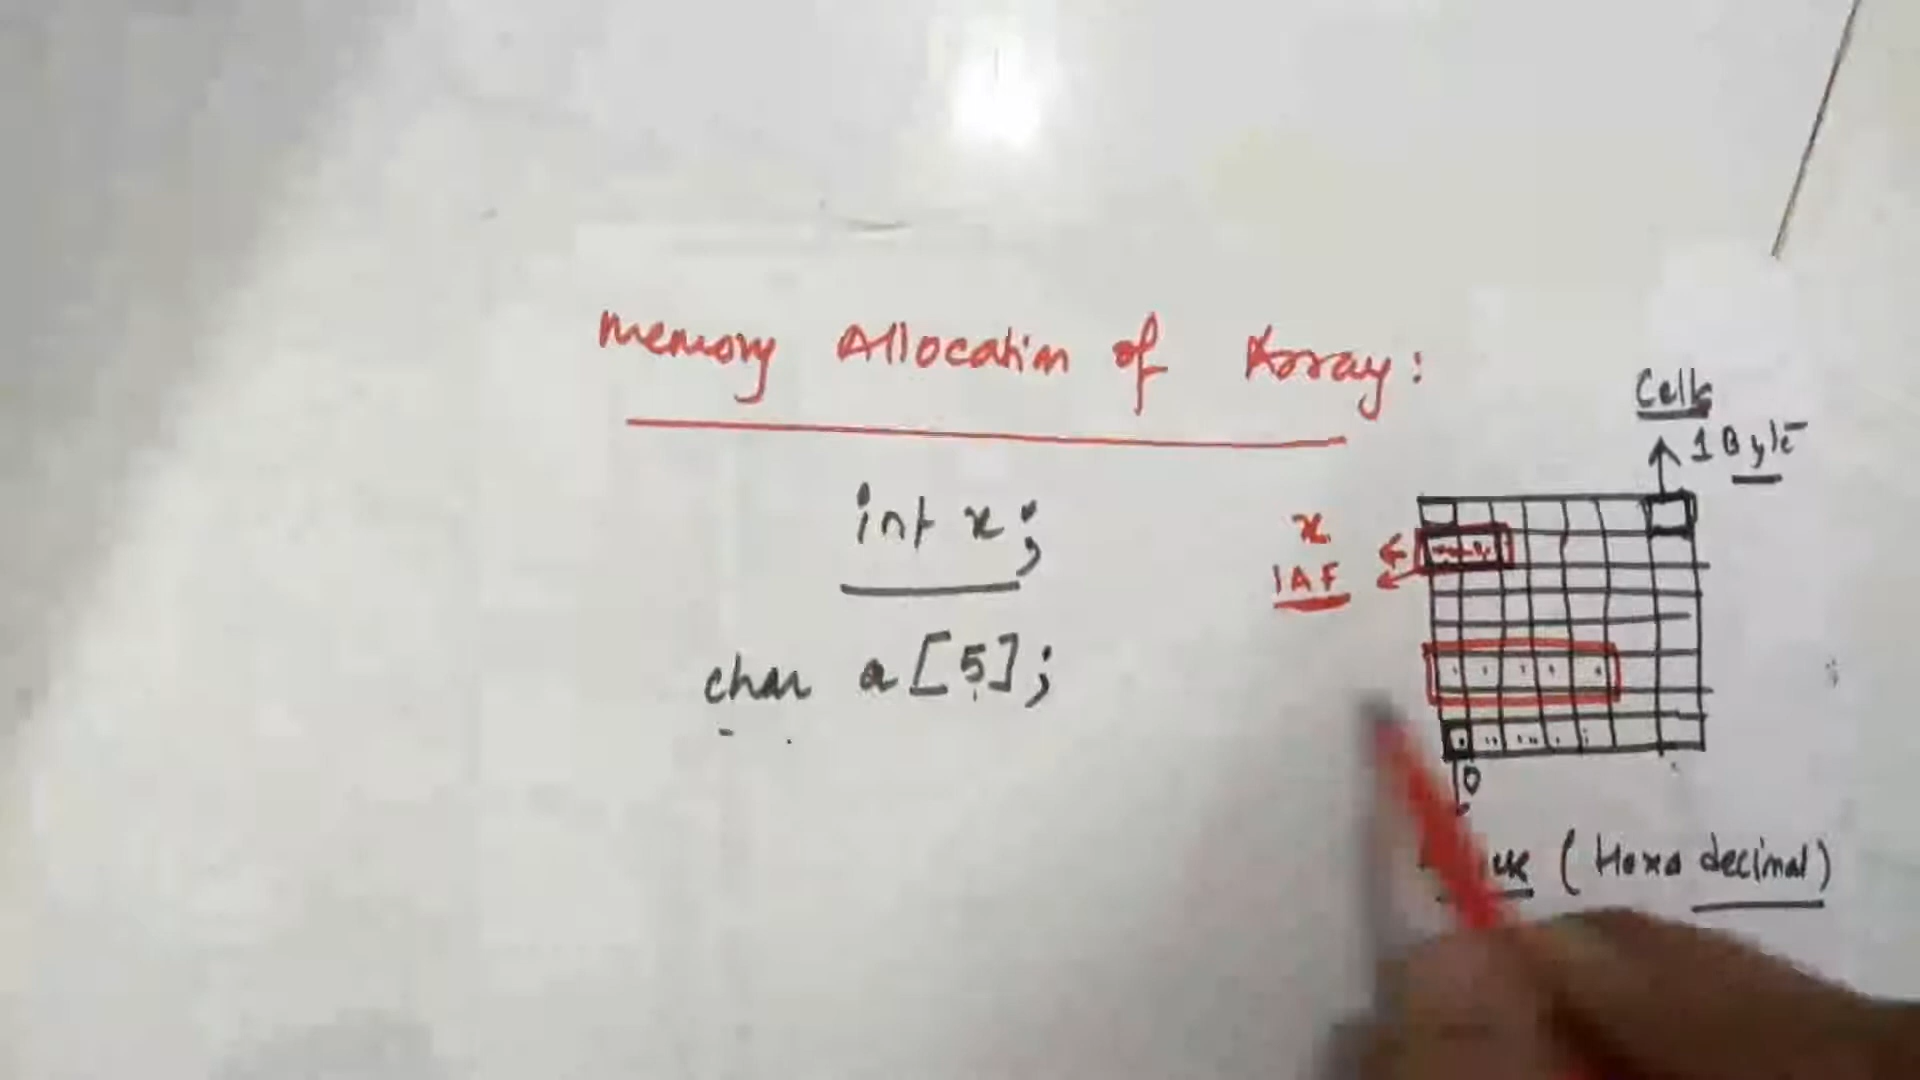 Memory Allocation of Array:
Cells
1 Byte
int x;
x
1AF
char a[5];
0
(Hexa decimal)